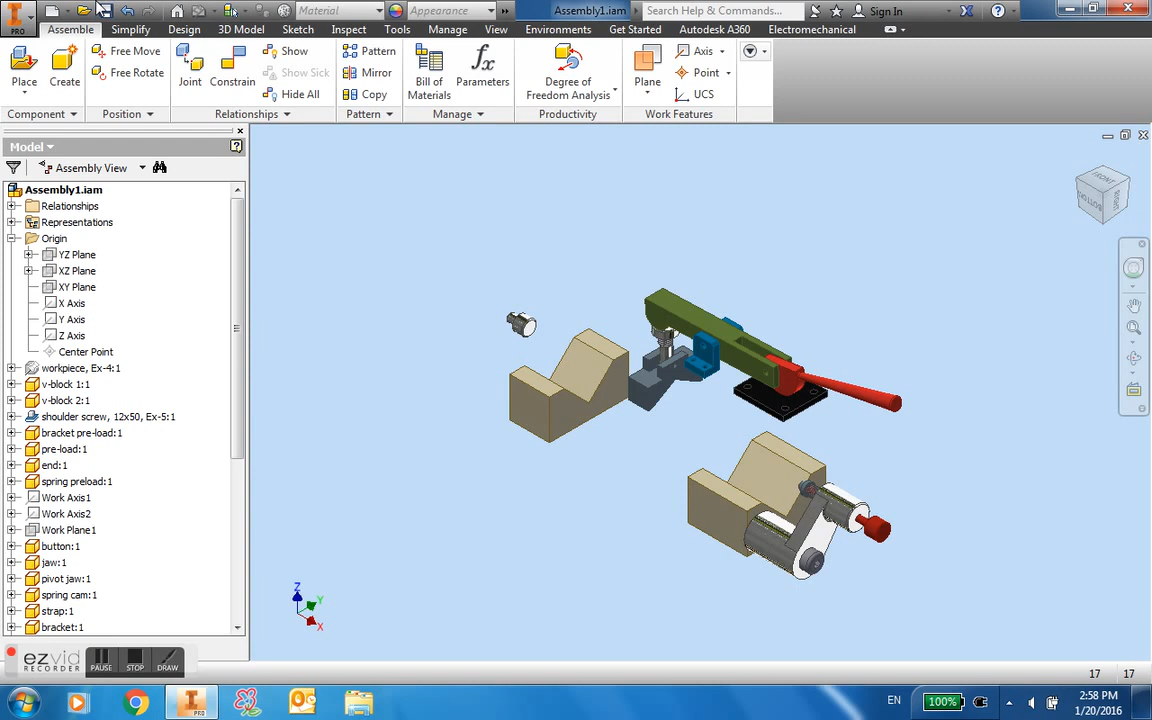 Material
Appearance
Assembly1.iam
Search Help & Commands...
Sign In
PRO
Assemble
Simplify
Design
3D Model
Sketch
Inspect
Tools
Manage
View
Environments
Get Started
Autodesk A360
Electromechanical
Place
Create
Free Move
Free Rotate
Joint
Constrain
Show
Show Sick
Hide All
Pattern
Mirror
Copy
Bill of
Materials
Parameters
Degree of
Freedom Analysis
Plane
Axis
Point
UCS
Component
Position
Relationships
Pattern
Manage
Productivity
Work Features
Model
Assembly View
Assembly1.iam
Relationships
Representations
Origin
YZ Plane
XZ Plane
XY Plane
X Axis
Y Axis
Z Axis
Center Point
workpiece, Ex-4:1
v-block 1:1
v-block 2:1
shoulder screw, 12x50, Ex-5:1
bracket pre-load:1
pre-load:1
end:1
spring preload:1
Work Axis1
Work Axis2
Work Plane1
button:1
jaw:1
pivot jaw:1
spring cam:1
strap:1
bracket:1
FRONT
RIGHT
BOTTOM
Z
Y
X
ezvid
RECORDER
PAUSE
STOP
DRAW
17
17
PRO
EN
100%
2:58 PM
1/20/2016